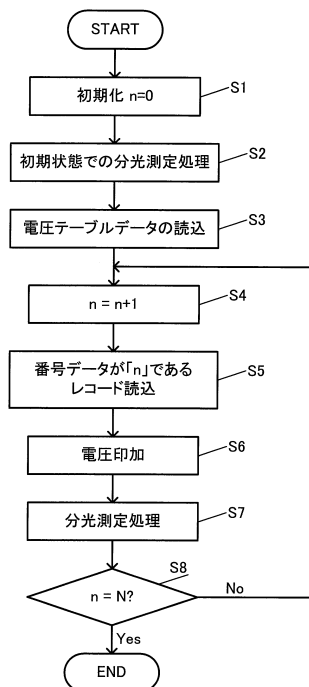 START
初期化 n=0
S1
初期状態での分光測定処理
S2
電圧テーブルデータの読込
S3
n = n+1
S4
番号データが「n」である
レコード読込
S5
電圧印加
S6
分光測定処理
S7
n = N?
S8
No
Yes
END